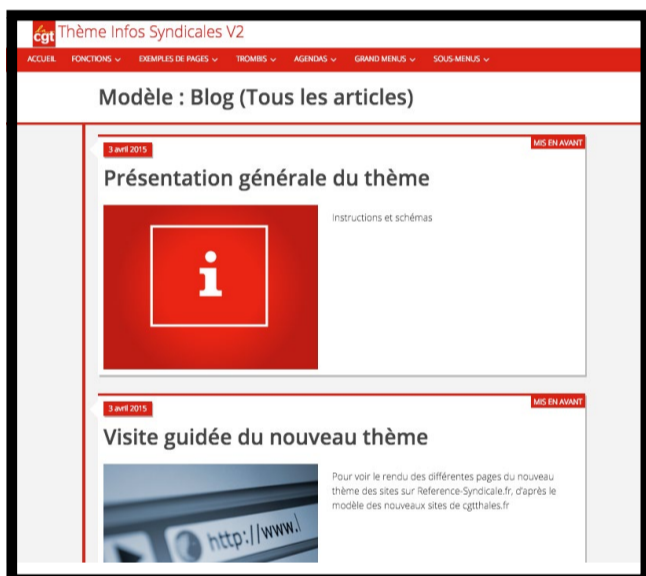 cgt Thème Infos Syndicales V2
ACCUEIL FONCTIONS EXEMPLES DE PAGES TROMBIS AGENDAS GRAND MENUS SOUS-MENUS
Modèle : Blog (Tous les articles)
3 avril 2015
MIS EN AVANT
Présentation générale du thème
Instructions et schémas
i
3 avril 2015
MIS EN AVANT
Visite guidée du nouveau thème
Pour voir le rendu des différentes pages du nouveau
thème des sites sur Reference-Syndicale.fr, d'après le
modèle des nouveaux sites de cgtthales.fr
http://www.